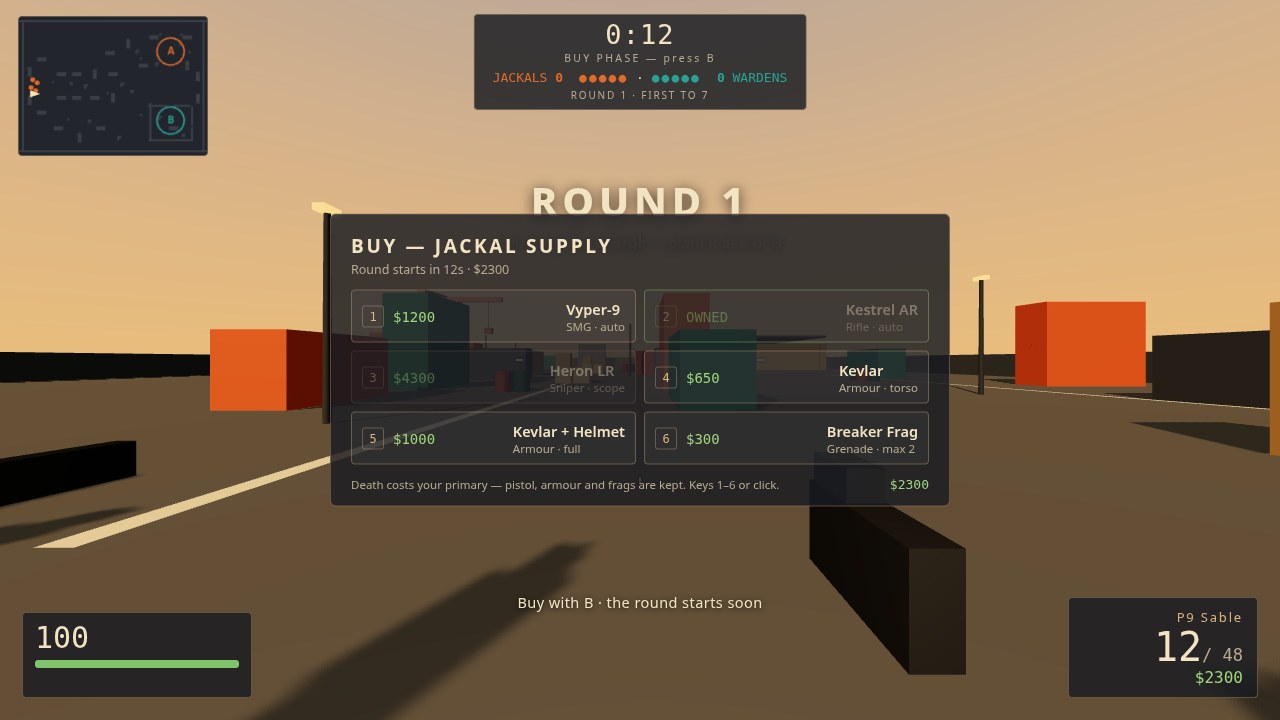 A
B
0:12
BUY PHASE — press B
JACKALS 0 ●●●●● · ●●●●● 0 WARDENS
ROUND 1 · FIRST TO 7
ROUND 1
BUY — JACKAL SUPPLY
Round starts in 12s · $2300
1 $1200 Vyper-9
SMG · auto
2 OWNED Kestrel AR
Rifle · auto
3 $4300 Heron LR
Sniper · scope
4 $650 Kevlar
Armour · torso
5 $1000 Kevlar + Helmet
Armour · full
6 $300 Breaker Frag
Grenade · max 2
Death costs your primary — pistol, armour and frags are kept. Keys 1–6 or click. $2300
Buy with B · the round starts soon
100
P9 Sable
12 / 48
$2300